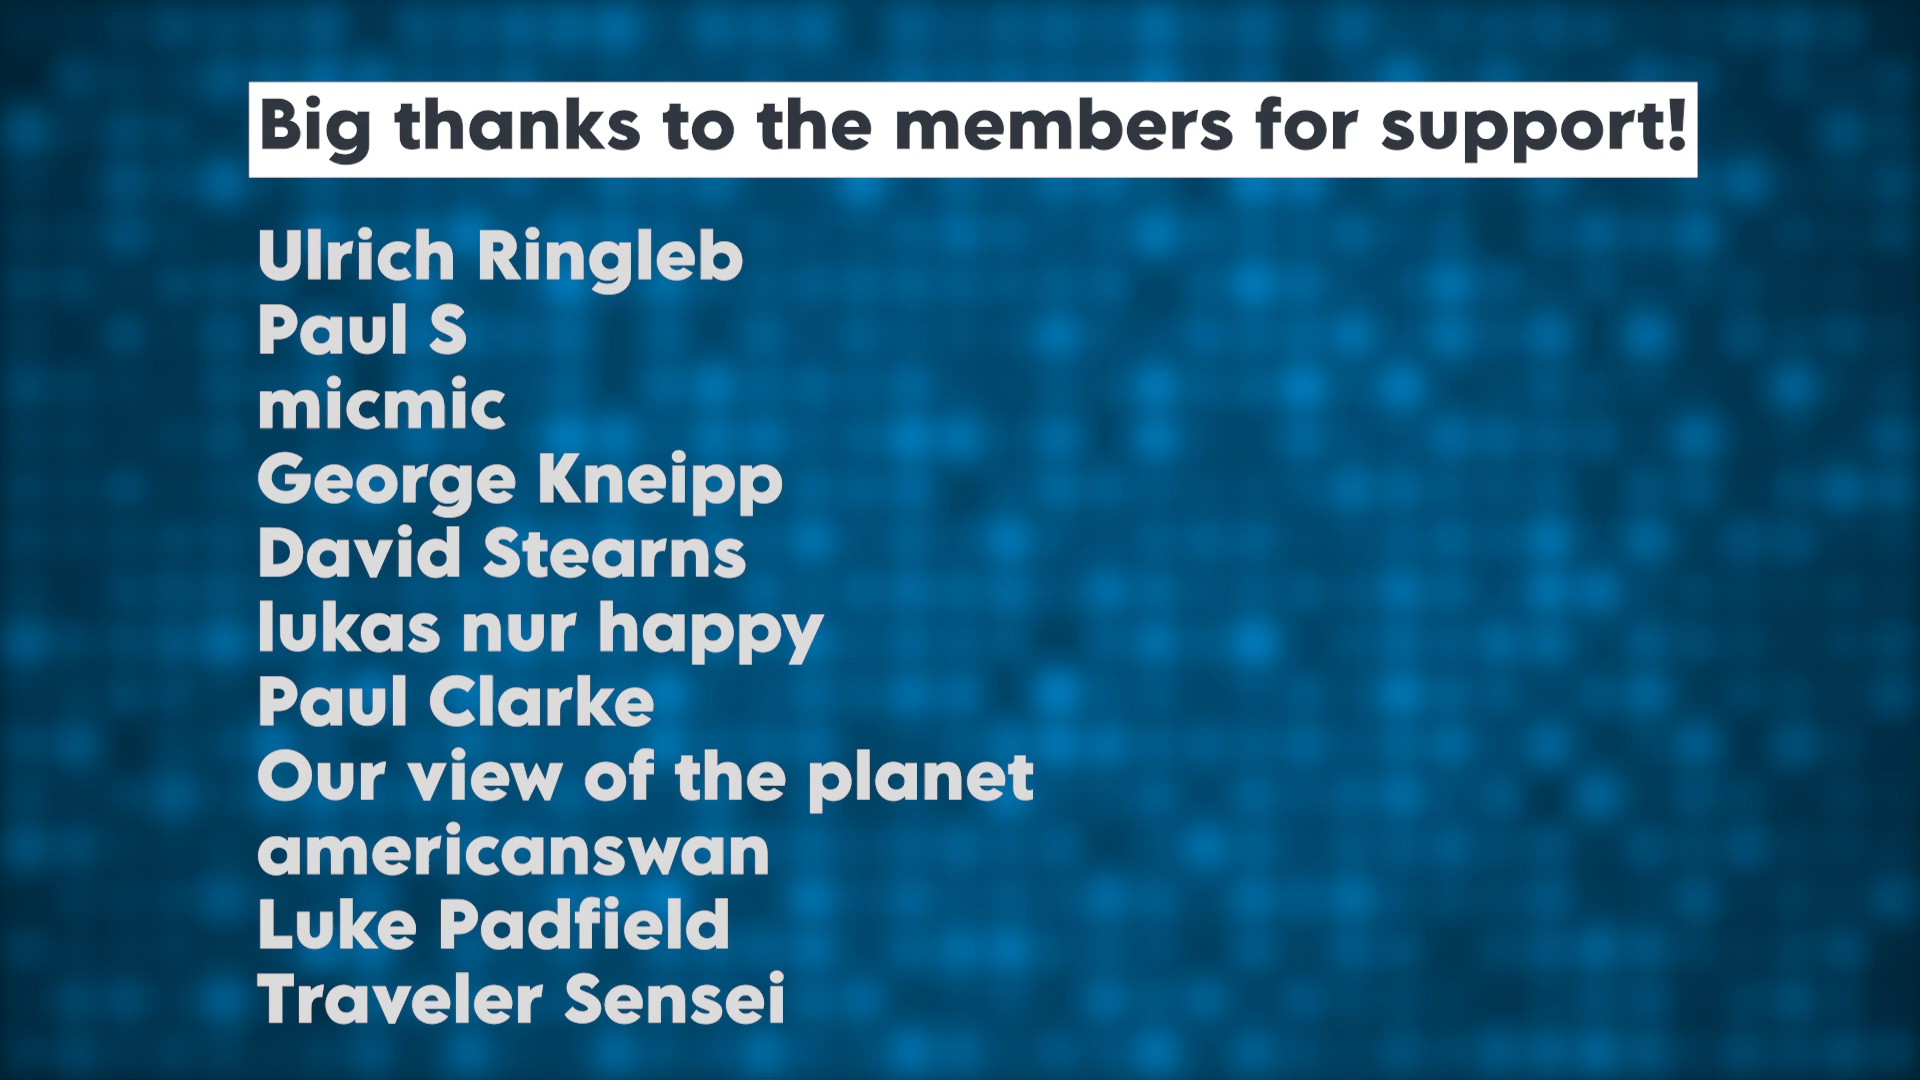 Big thanks to the members for support!
Ulrich Ringleb
Paul S
micmic
George Kneipp
David Stearns
lukas nur happy
Paul Clarke
Our view of the planet
americanswan
Luke Padfield
Traveler Sensei